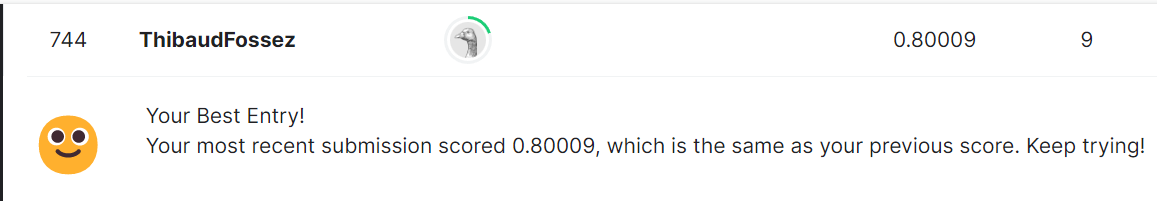 744 ThibaudFossez 0.80009 9
Your Best Entry!
Your most recent submission scored 0.80009, which is the same as your previous score. Keep trying!